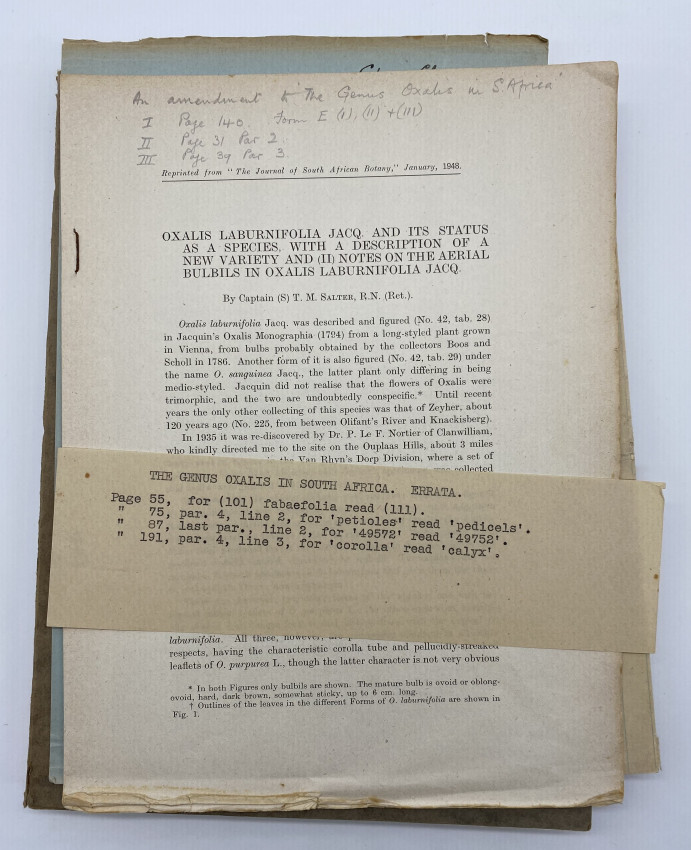 An amendment to 'The Genus Oxalis in S. Africa'
I Page 140. Form E (I), (II) + (III)
II Page 31 Par 2
III Page 39 Par 3.
Reprinted from "The Journal of South African Botany," January, 1948.
OXALIS LABURNIFOLIA JACQ. AND ITS STATUS
AS A SPECIES, WITH A DESCRIPTION OF A
NEW VARIETY AND (II) NOTES ON THE AERIAL
BULBILS IN OXALIS LABURNIFOLIA JACQ.
By Captain (S) T. M. SALTER, R.N. (Ret.).
Oxalis laburnifolia Jacq. was described and figured (No. 42, tab. 28)
in Jacquin's Oxalis Monographia (1794) from a long-styled plant grown
in Vienna, from bulbs probably obtained by the collectors Boos and
Scholl in 1786. Another form of it is also figured (No. 42, tab. 29) under
the name O. sanguinea Jacq., the latter plant only differing in being
medio-styled. Jacquin did not realise that the flowers of Oxalis were
trimorphic, and the two are undoubtedly conspecific.* Until recent
years the only other collecting of this species was that of Zeyher, about
120 years ago (No. 225, from between Olifant's River and Knackisberg).
In 1935 it was re-discovered by Dr. P. Le F. Nortier of Clanwilliam,
who kindly directed me to the site on the Ouplaas Hills, about 3 miles
in the Van Rhyn's Dorp Division, where a set of
was collected
THE GENUS OXALIS IN SOUTH AFRICA. ERRATA.
Page 55, for (101) fabaefolia read (111).
" 75, par. 4, line 2, for 'petioles' read 'pedicels'.
" 87, last par., line 2, for '49572' read '49752'.
" 191, par. 4, line 3, for 'corolla' read 'calyx'.
laburnifolia. All three, however, are
respects, having the characteristic corolla tube and pellucidly-streaked
leaflets of O. purpurea L., though the latter character is not very obvious
* In both Figures only bulbils are shown. The mature bulb is ovoid or oblong-
ovoid, hard, dark brown, somewhat sticky, up to 6 cm. long.
† Outlines of the leaves in the different Forms of O. laburnifolia are shown in
Fig. 1.